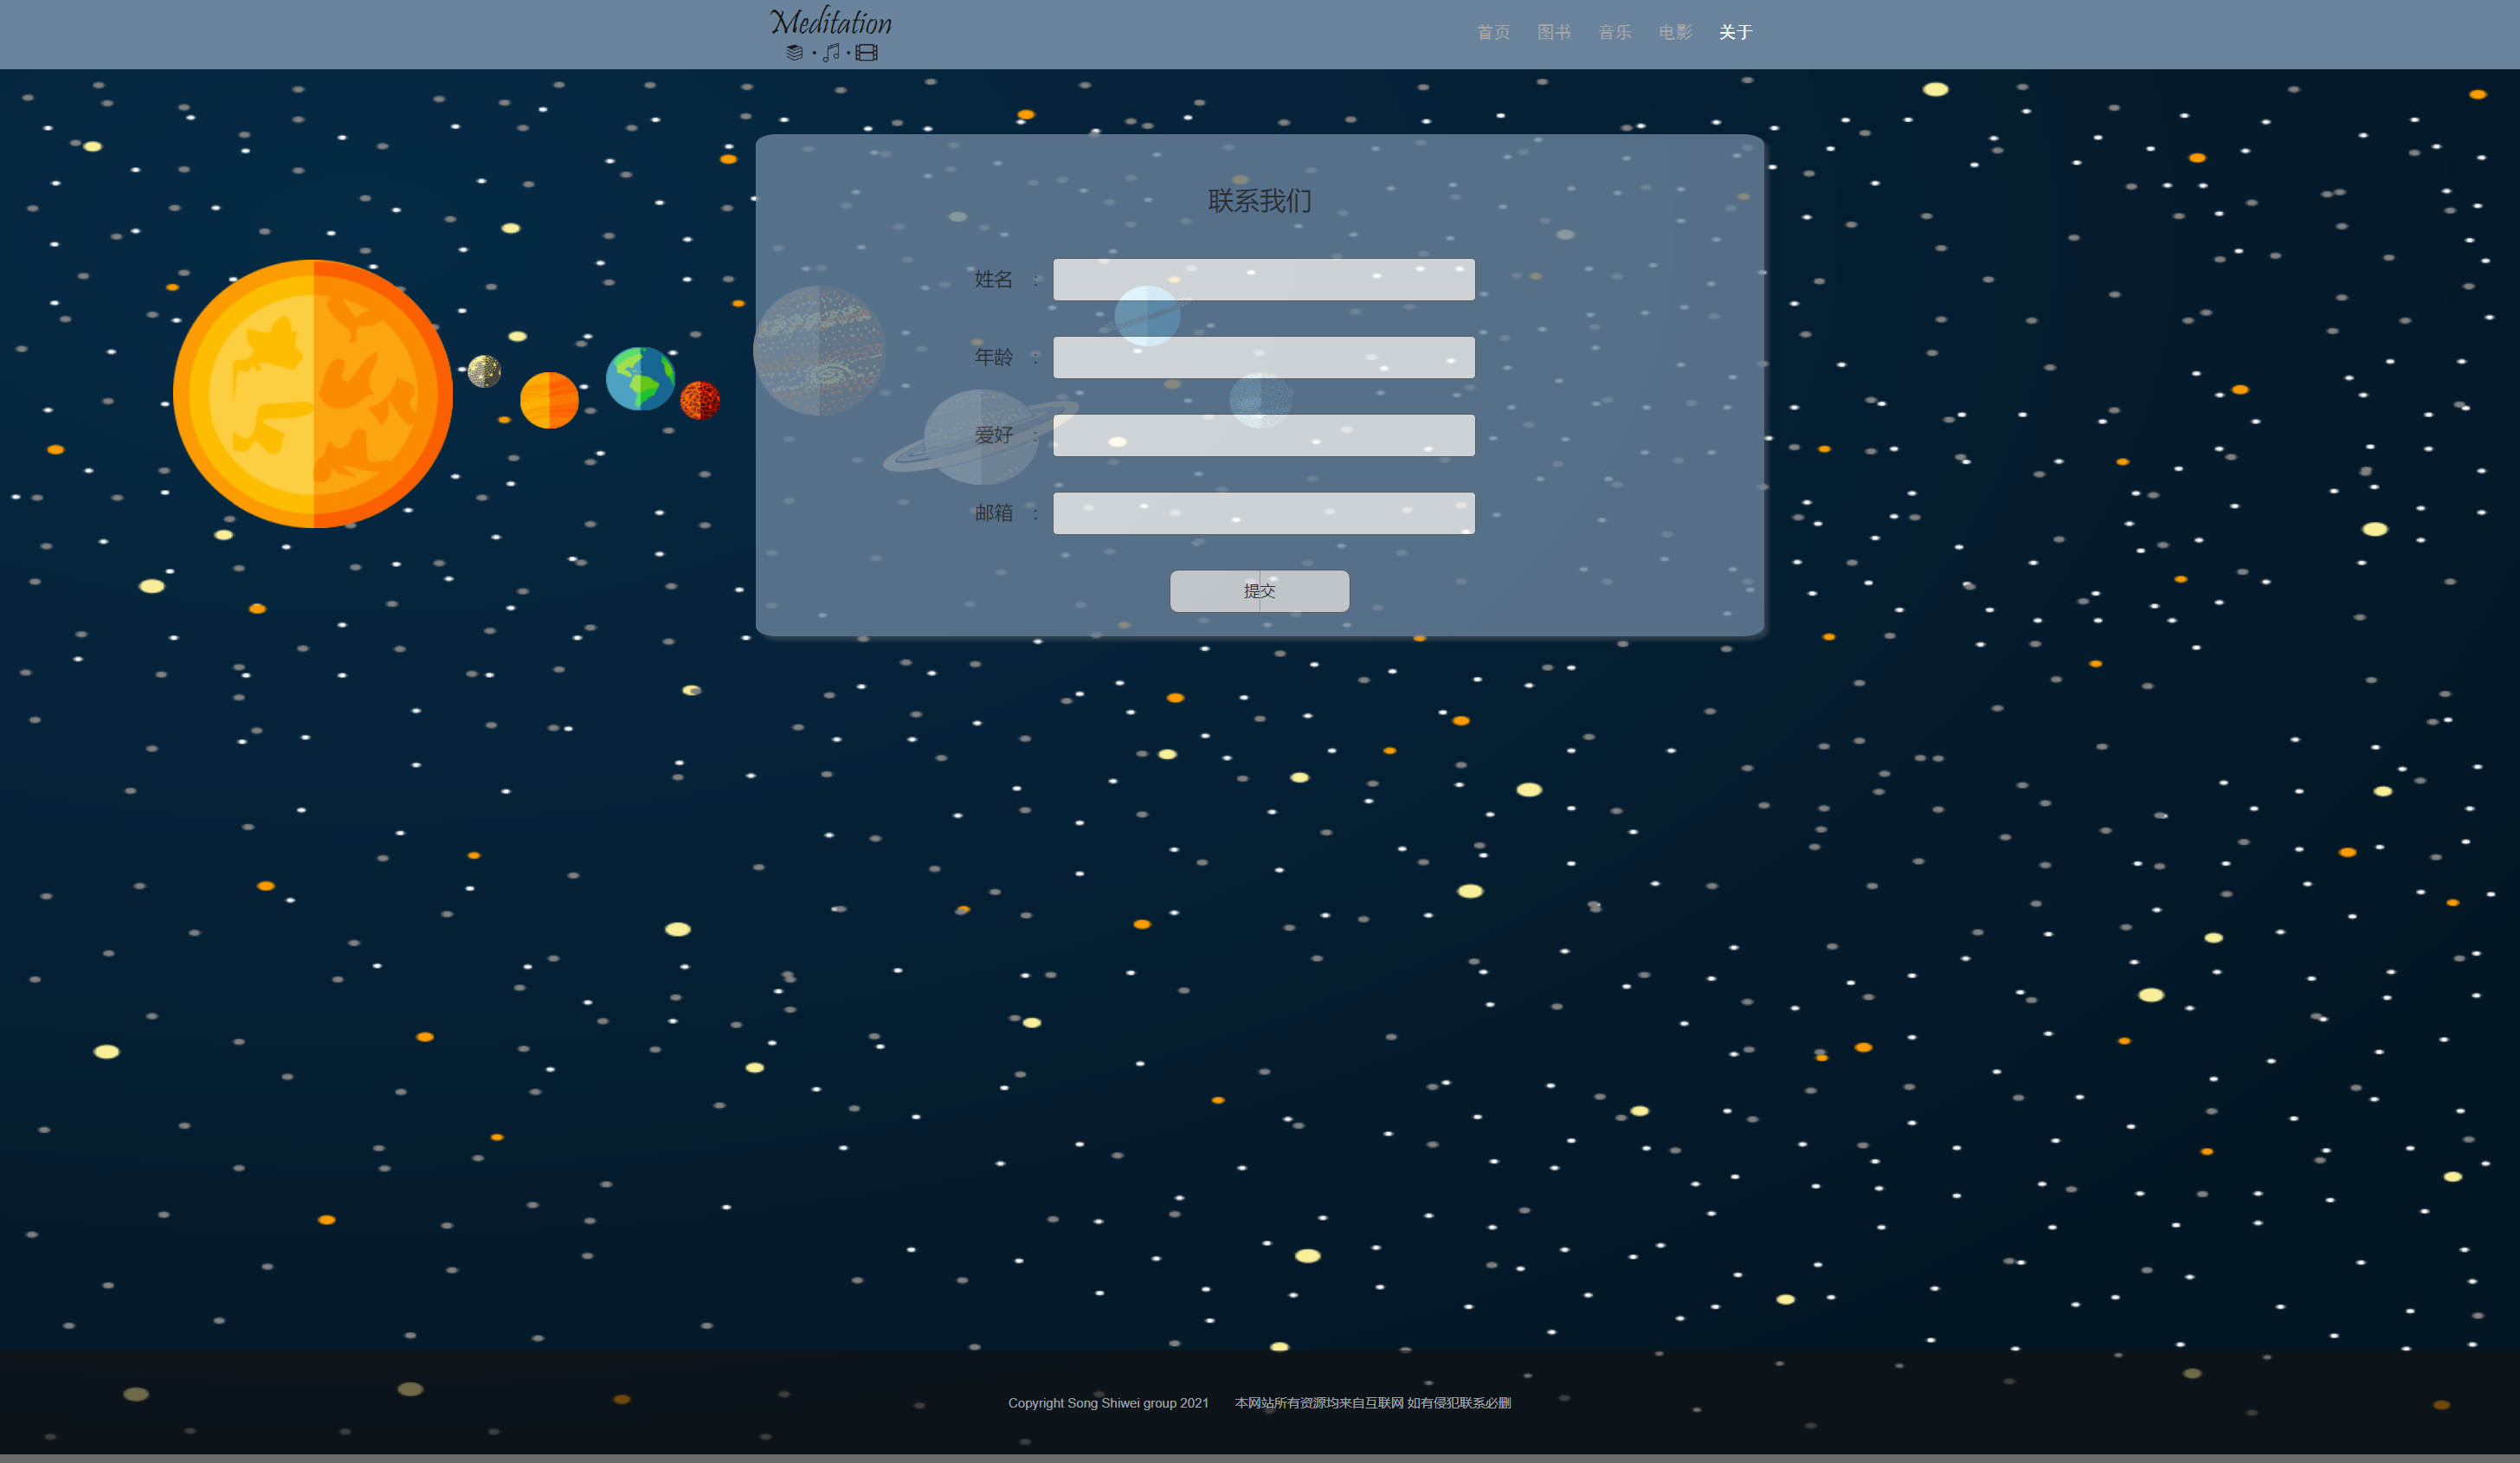 Meditation
首页 图书 音乐 电影 关于
联系我们
姓名 :
年龄 :
爱好 :
邮箱 :
提交
Copyright Song Shiwei group 2021 本网站所有资源均来自互联网 如有侵犯联系必删